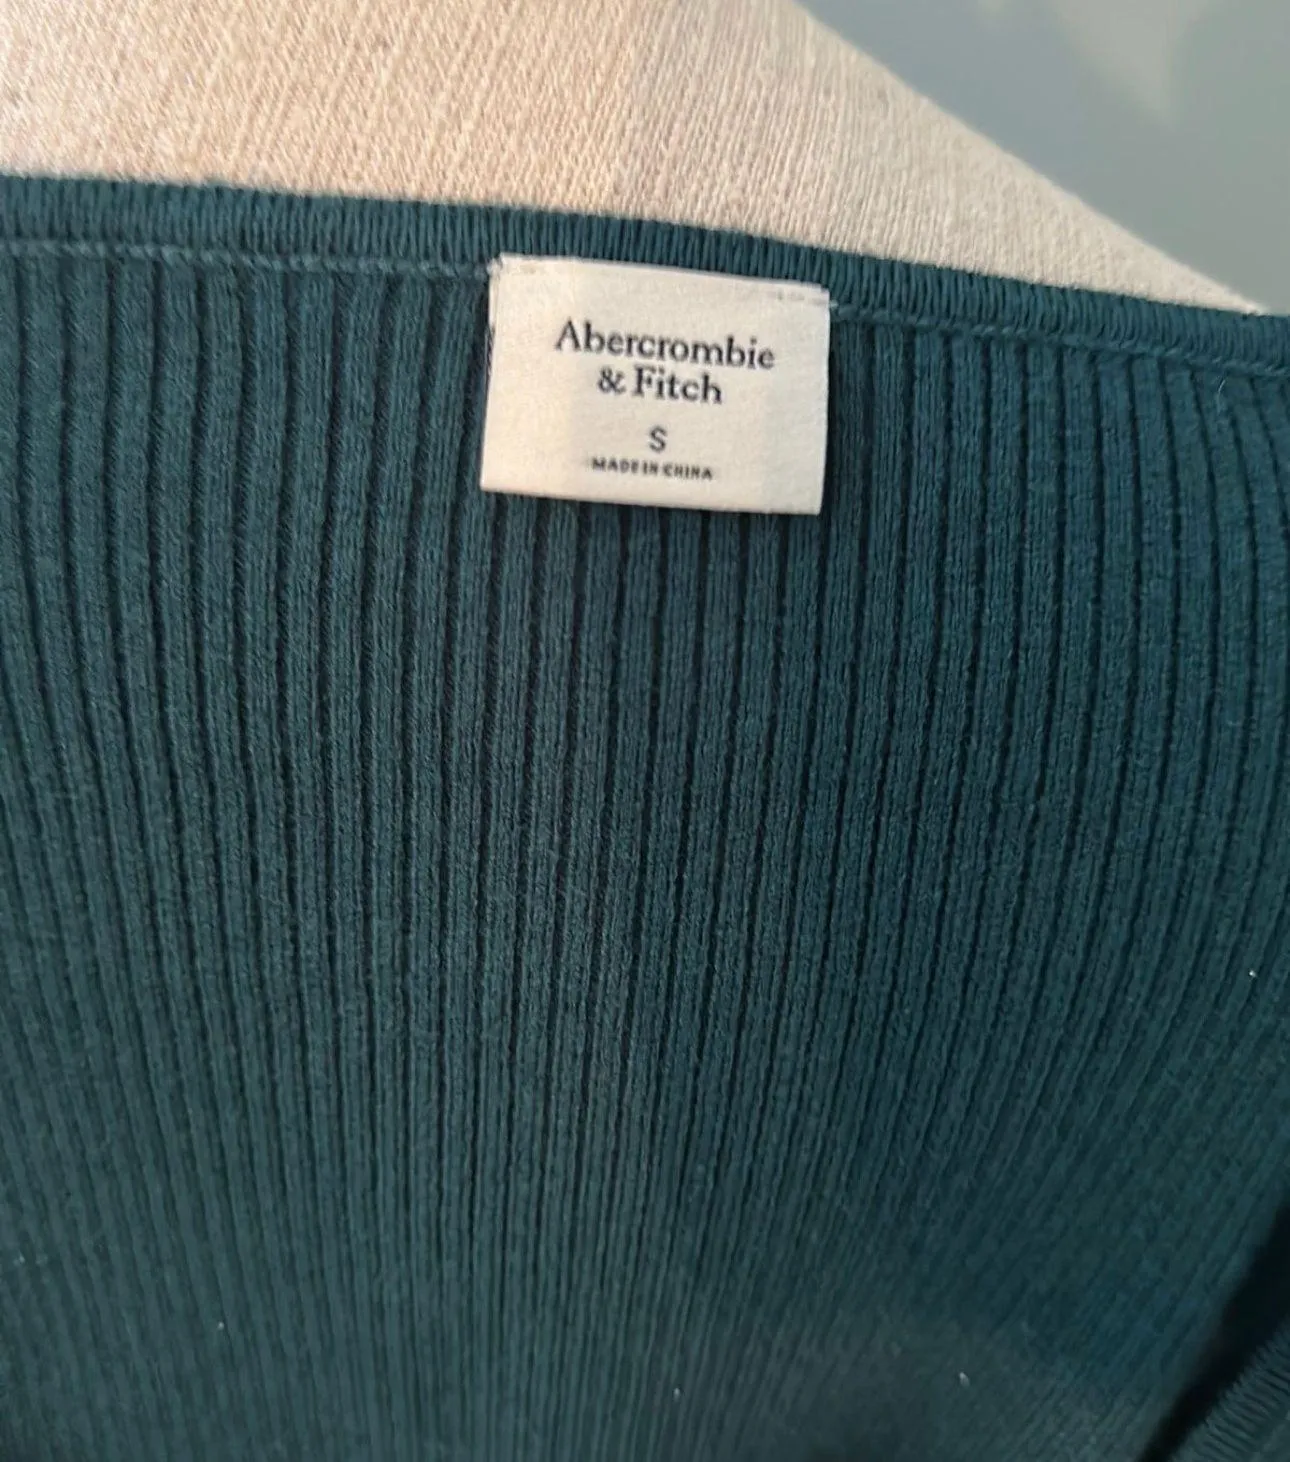 Abercrombie
& Fitch
S
MADE IN CHINA